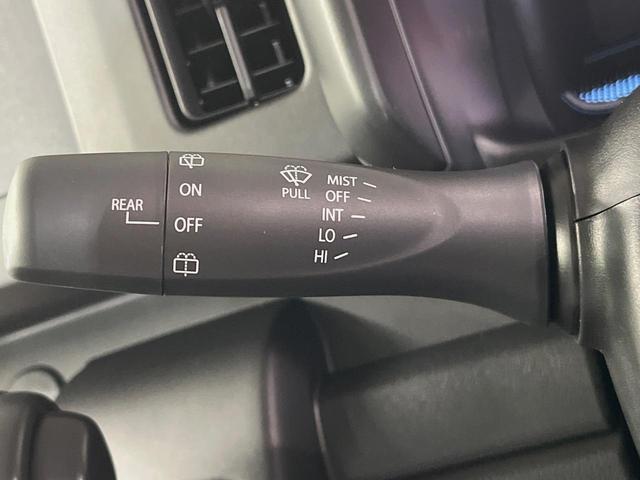 REAR
ON
OFF
PULL
MIST
OFF
INT
LO
HI